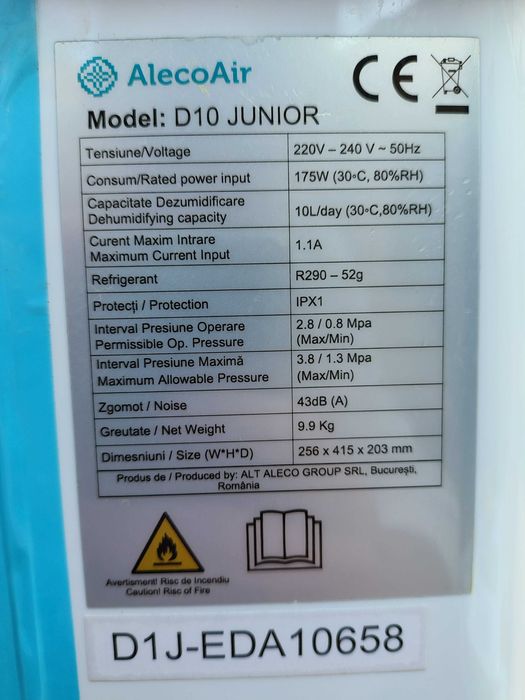 AlecoAir
CE
Model: D10 JUNIOR
Tensiune/Voltage 220V – 240 V ~ 50Hz
Consum/Rated power input 175W (30◦C, 80%RH)
Capacitate Dezumidificare
Dehumidifying capacity 10L/day (30◦C,80%RH)
Curent Maxim Intrare
Maximum Current Input 1.1A
Refrigerant R290 – 52g
Protecți / Protection IPX1
Interval Presiune Operare 2.8 / 0.8 Mpa
Permissible Op. Pressure (Max/Min)
Interval Presiune Maximă 3.8 / 1.3 Mpa
Maximum Allowable Pressure (Max/Min)
Zgomot / Noise 43dB (A)
Greutate / Net Weight 9.9 Kg
Dimesniuni / Size (W*H*D) 256 x 415 x 203 mm
Produs de / Produced by: ALT ALECO GROUP SRL, București,
România
Avertisment! Risc de Incendiu
Caution! Risc of Fire
D1J-EDA10658